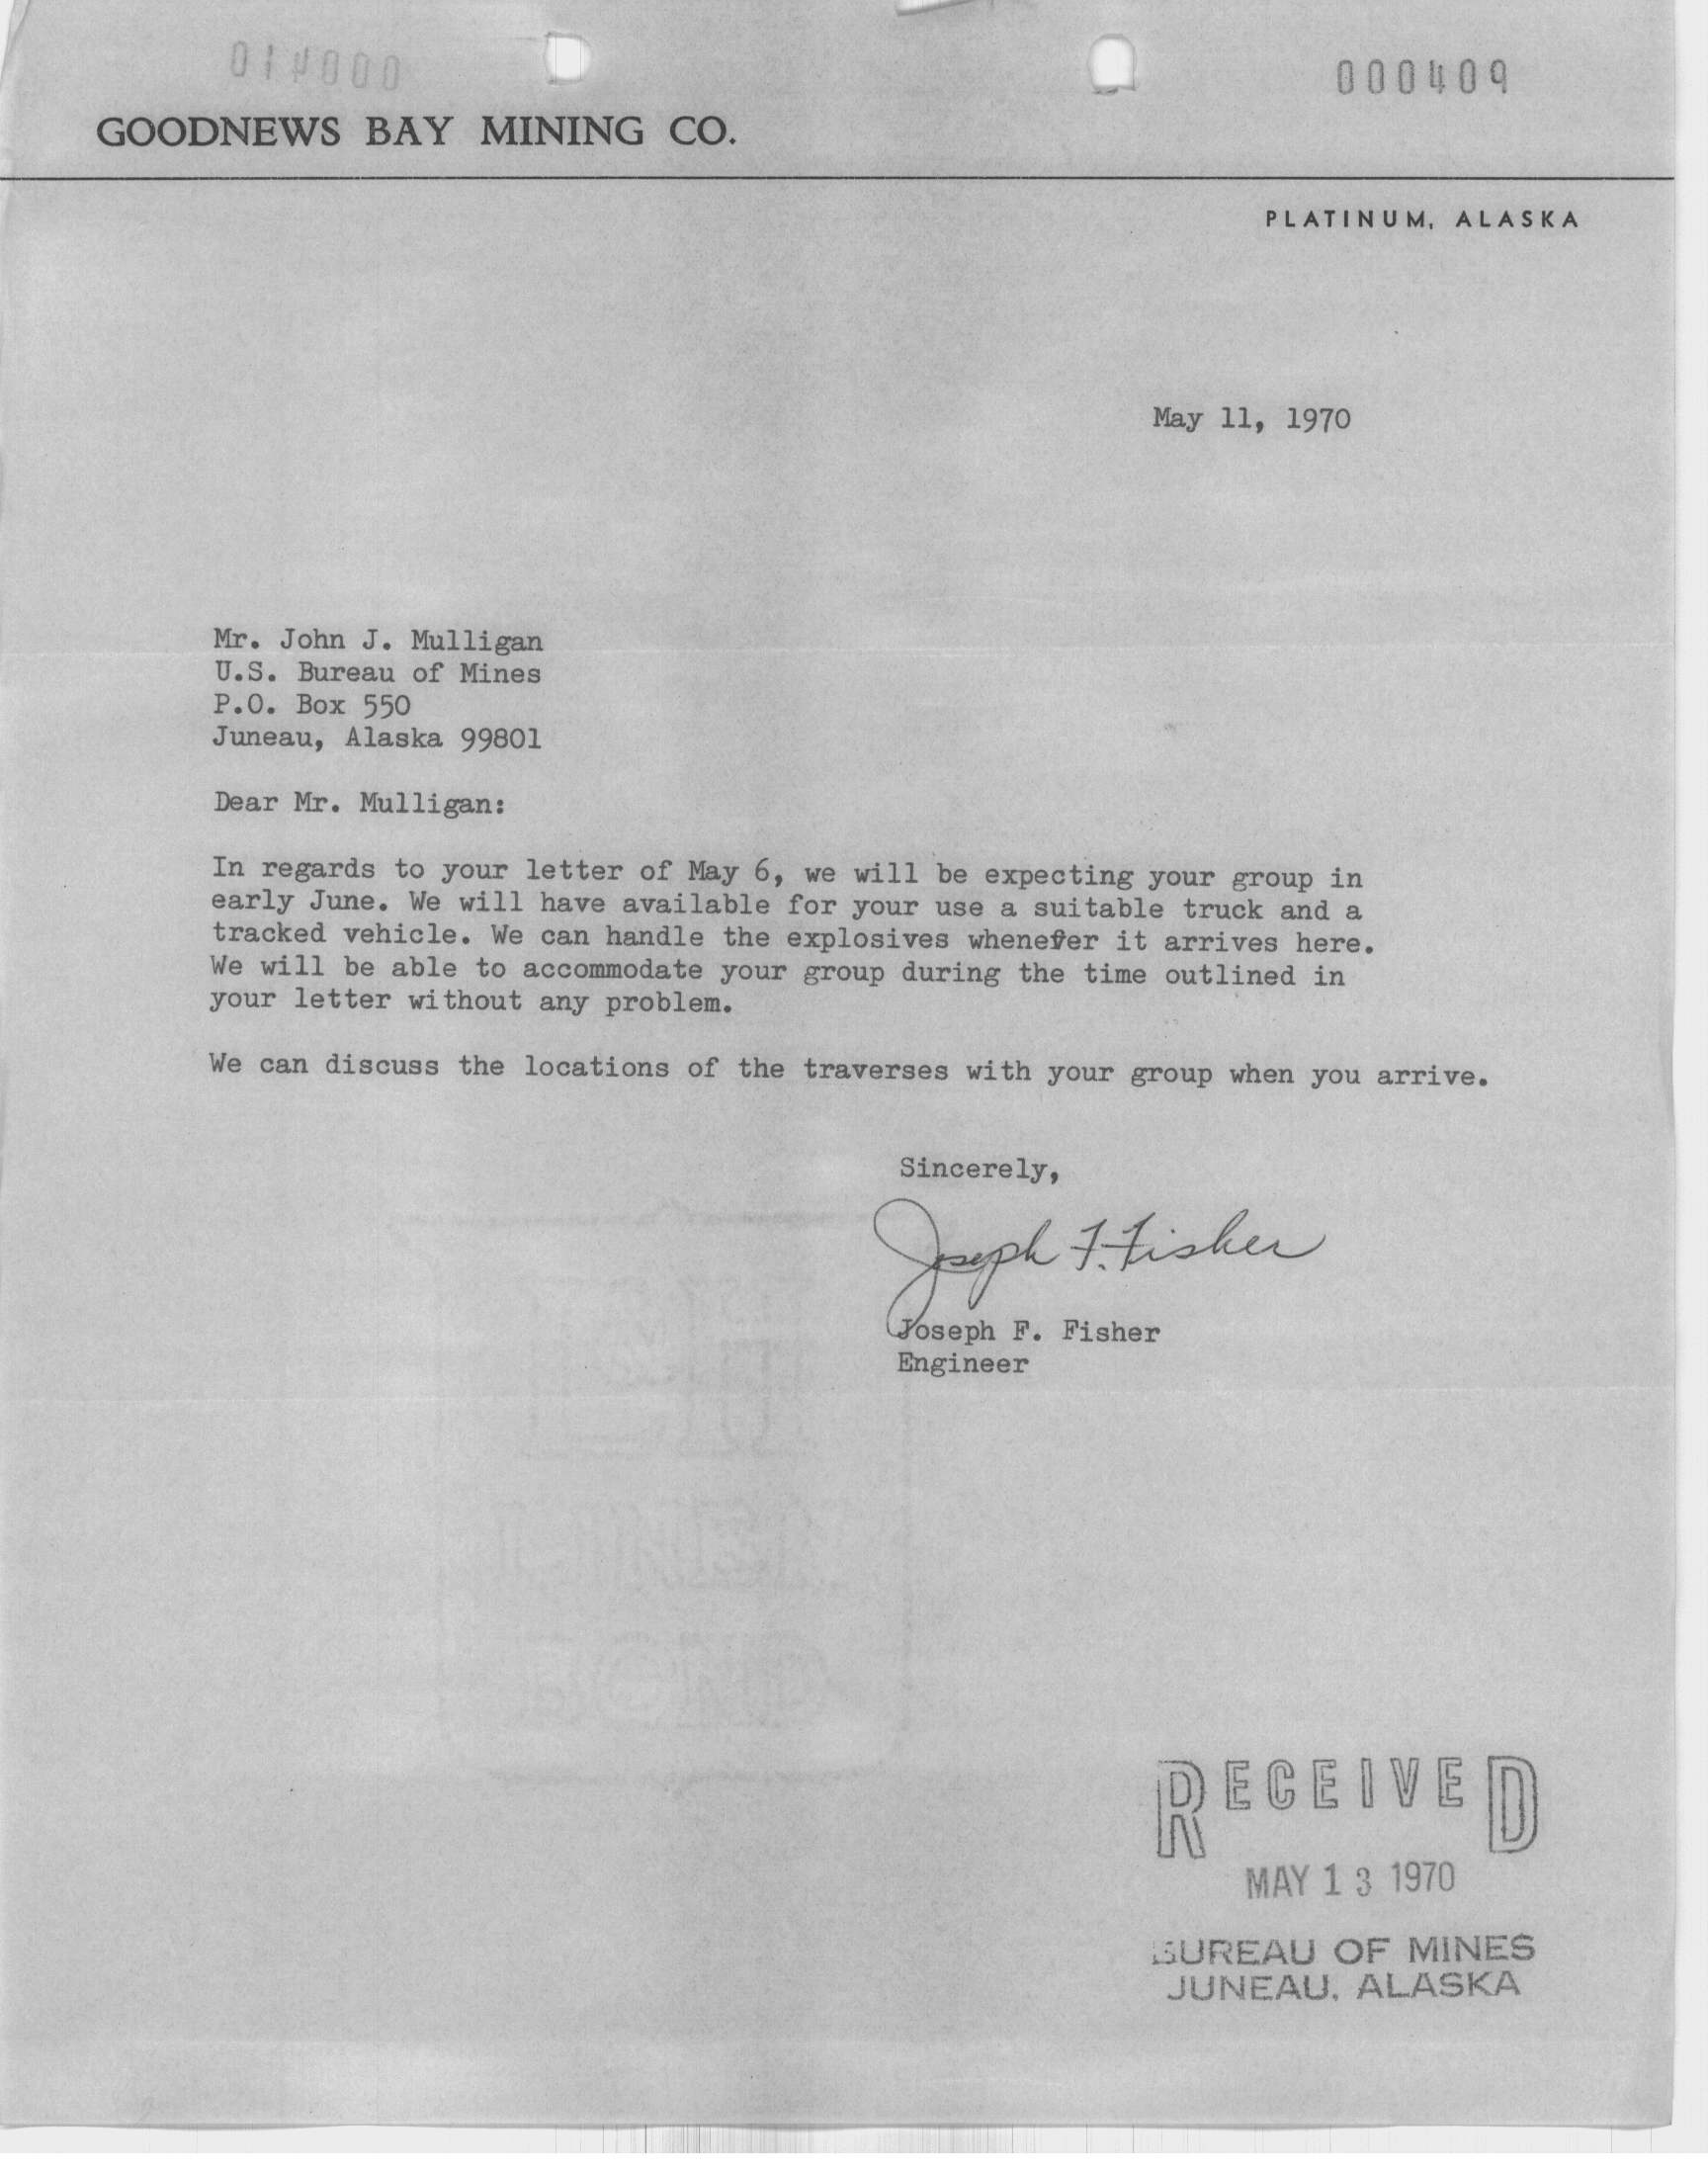 014000
000409
GOODNEWS BAY MINING CO.
PLATINUM, ALASKA
May 11, 1970
Mr. John J. Mulligan
U.S. Bureau of Mines
P.O. Box 550
Juneau, Alaska 99801
Dear Mr. Mulligan:
In regards to your letter of May 6, we will be expecting your group in
early June. We will have available for your use a suitable truck and a
tracked vehicle. We can handle the explosives whenever it arrives here.
We will be able to accommodate your group during the time outlined in
your letter without any problem.
We can discuss the locations of the traverses with your group when you arrive.
Sincerely,
Joseph F. Fisher
Joseph F. Fisher
Engineer
RECEIVED
MAY 13 1970
BUREAU OF MINES
JUNEAU, ALASKA